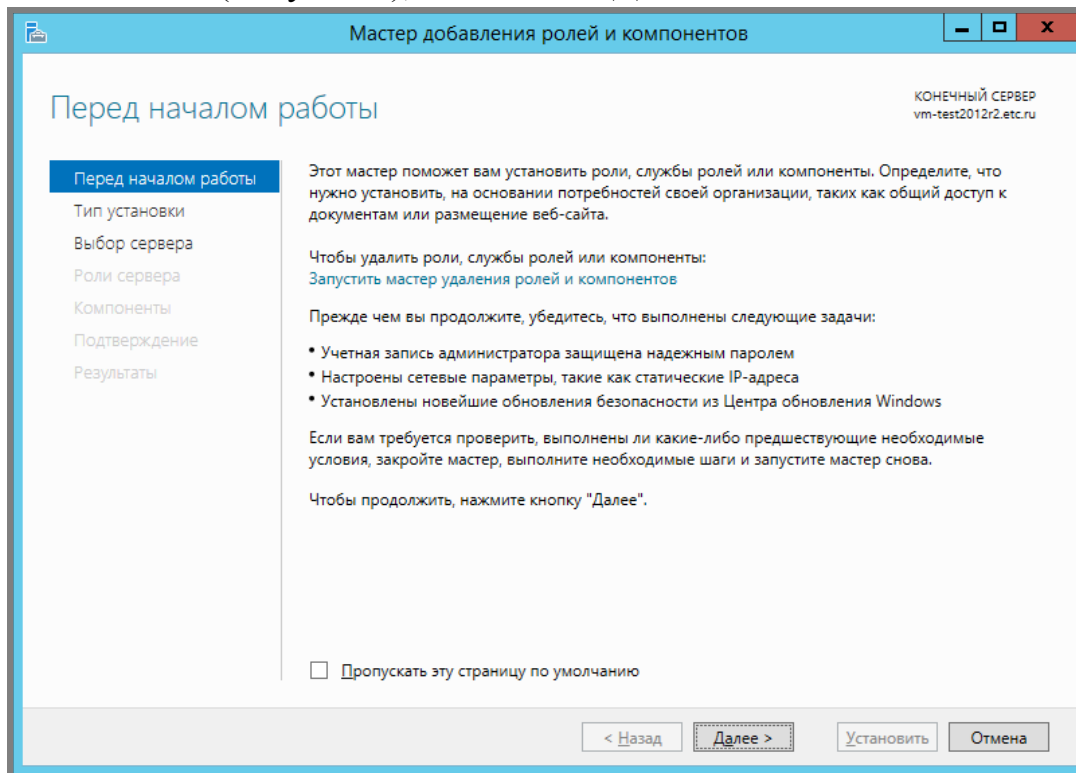 Мастер добавления ролей и компонентов
Перед началом работы
КОНЕЧНЫЙ СЕРВЕР
vm-test2012r2.etc.ru
Перед началом работы
Тип установки
Выбор сервера
Роли сервера
Компоненты
Подтверждение
Результаты
Этот мастер поможет вам установить роли, службы ролей или компоненты. Определите, что
нужно установить, на основании потребностей своей организации, таких как общий доступ к
документам или размещение веб-сайта.
Чтобы удалить роли, службы ролей или компоненты:
Запустить мастер удаления ролей и компонентов
Прежде чем вы продолжите, убедитесь, что выполнены следующие задачи:
• Учетная запись администратора защищена надежным паролем
• Настроены сетевые параметры, такие как статические IP-адреса
• Установлены новейшие обновления безопасности из Центра обновления Windows
Если вам требуется проверить, выполнены ли какие-либо предшествующие необходимые
условия, закройте мастер, выполните необходимые шаги и запустите мастер снова.
Чтобы продолжить, нажмите кнопку "Далее".
Пропускать эту страницу по умолчанию
< Назад
Далее >
Установить
Отмена